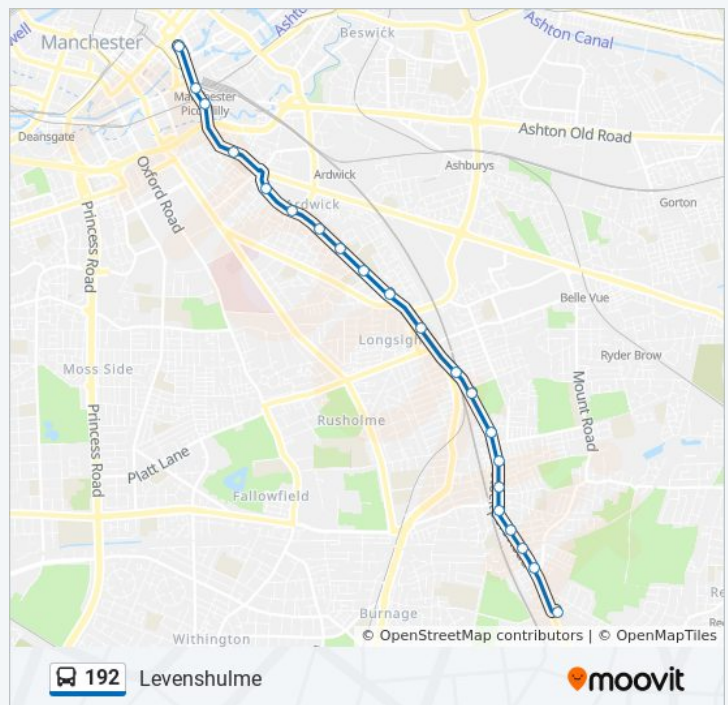 Manchester
Ashton
Beswick
Ashton Canal
Manchester
Piccadilly
Deansgate
Oxford Road
Ashton Old Road
Ashburys
Ardwick
Gorton
Ardwick
Princess Road
Belle Vue
Longsigh
Ryder Brow
Moss Side
Mount Road
Rusholme
Princess Road
Platt Lane
Fallowfield
Burnage
Withington
© OpenStreetMap contributors | © OpenMapTiles
192 Levenshulme
moovit